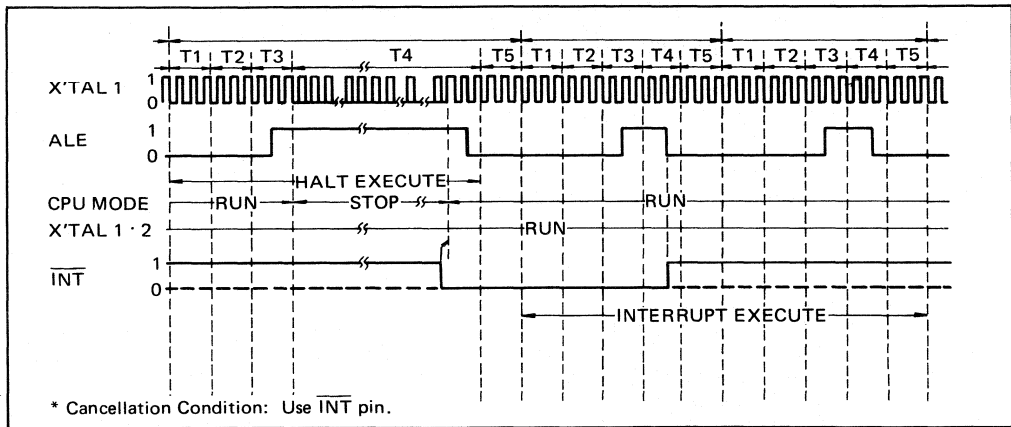 T1 T2 T3 T4 T5 T1 T2 T3 T4 T5 T1 T2 T3 T4 T5
X'TAL 1 1 0
ALE 1 0
HALT EXECUTE
CPU MODE RUN STOP RUN
X'TAL 1 · 2 RUN
INT 1 0
INTERRUPT EXECUTE
* Cancellation Condition: Use INT pin.